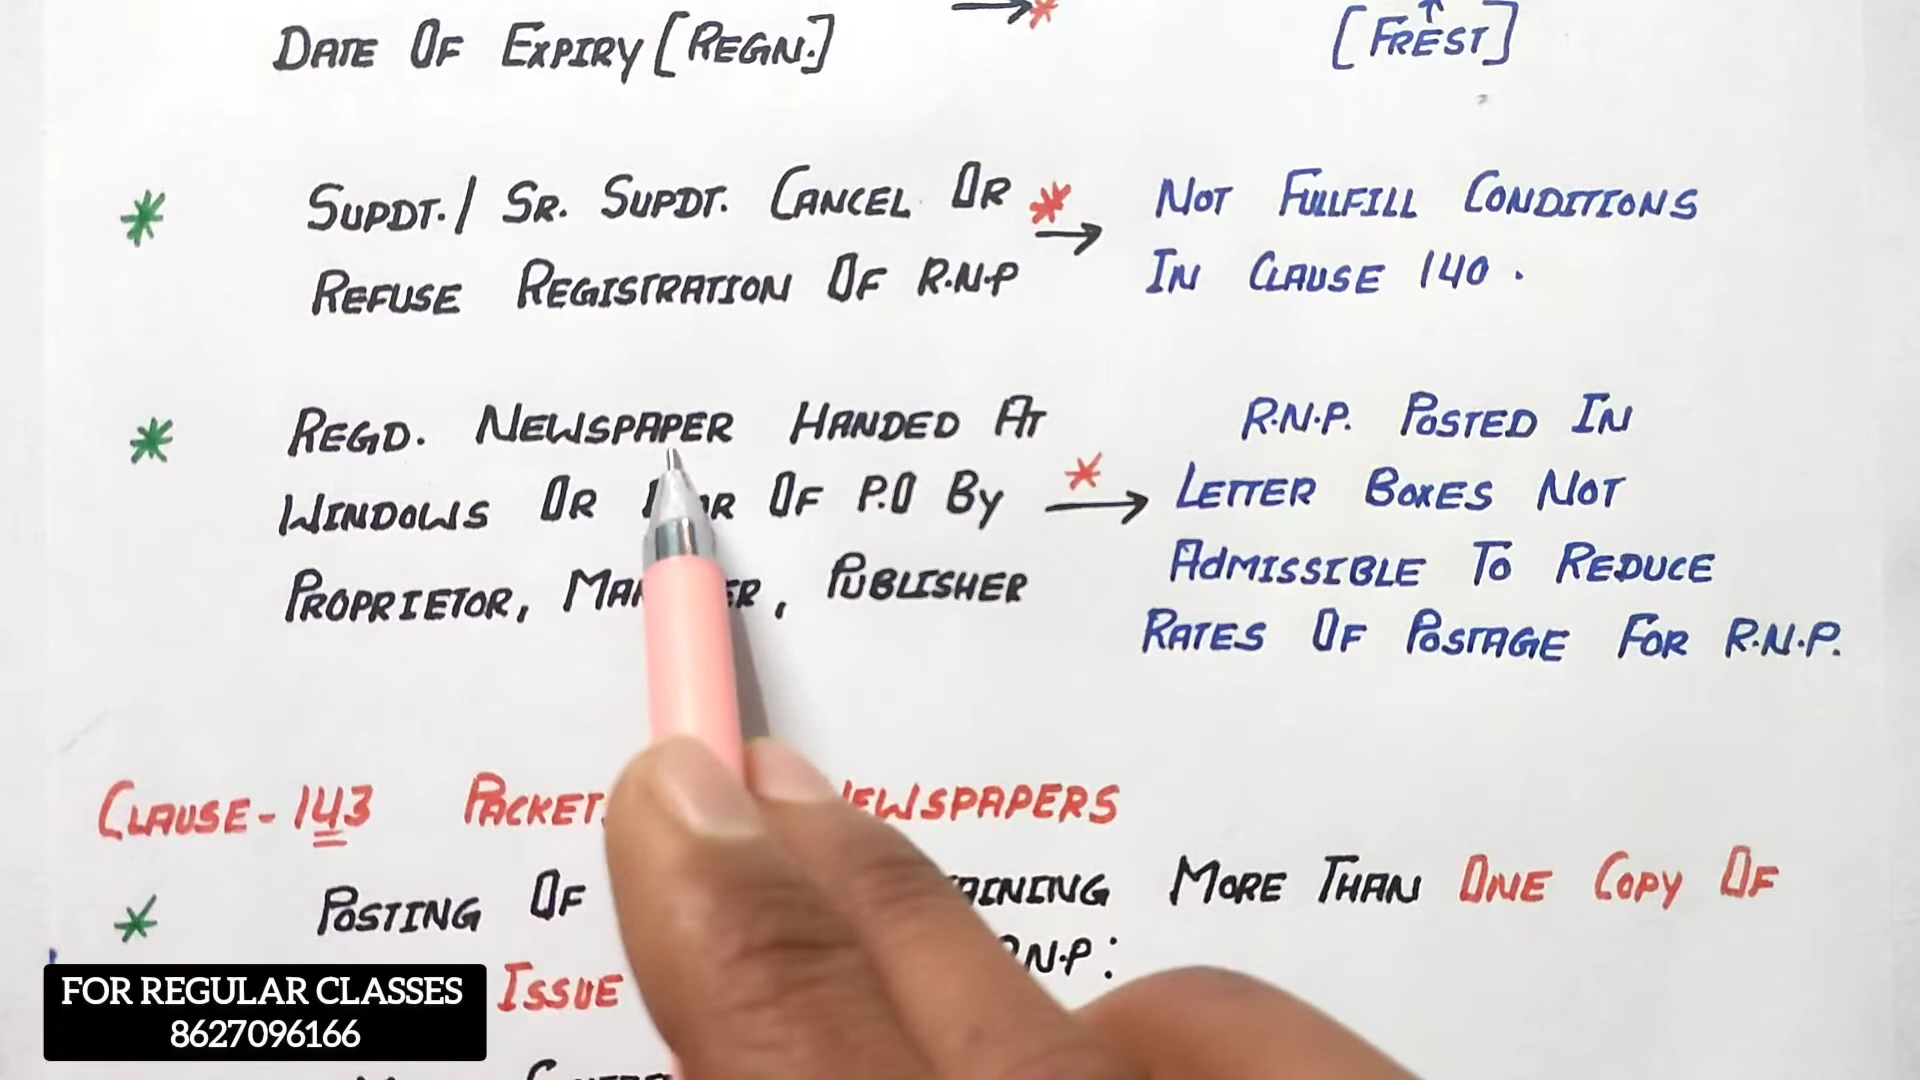 DATE OF EXPIRY [REGN.]
[FREST]
SUPDT./ SR. SUPDT. CANCEL OR
REFUSE REGISTRATION OF R.N.P
NOT FULFILL CONDITIONS
IN CLAUSE 140.
REGD. NEWSPAPER HANDED AT
WINDOWS OR OF P.O BY
PROPRIETOR, PUBLISHER
R.N.P. POSTED IN
LETTER BOXES NOT
ADMISSIBLE TO REDUCE
RATES OF POSTAGE FOR R.N.P.
CLAUSE-143 NEWSPAPERS
POSTING OF MORE THAN ONE COPY OF
ISSUE
FOR REGULAR CLASSES
8627096166